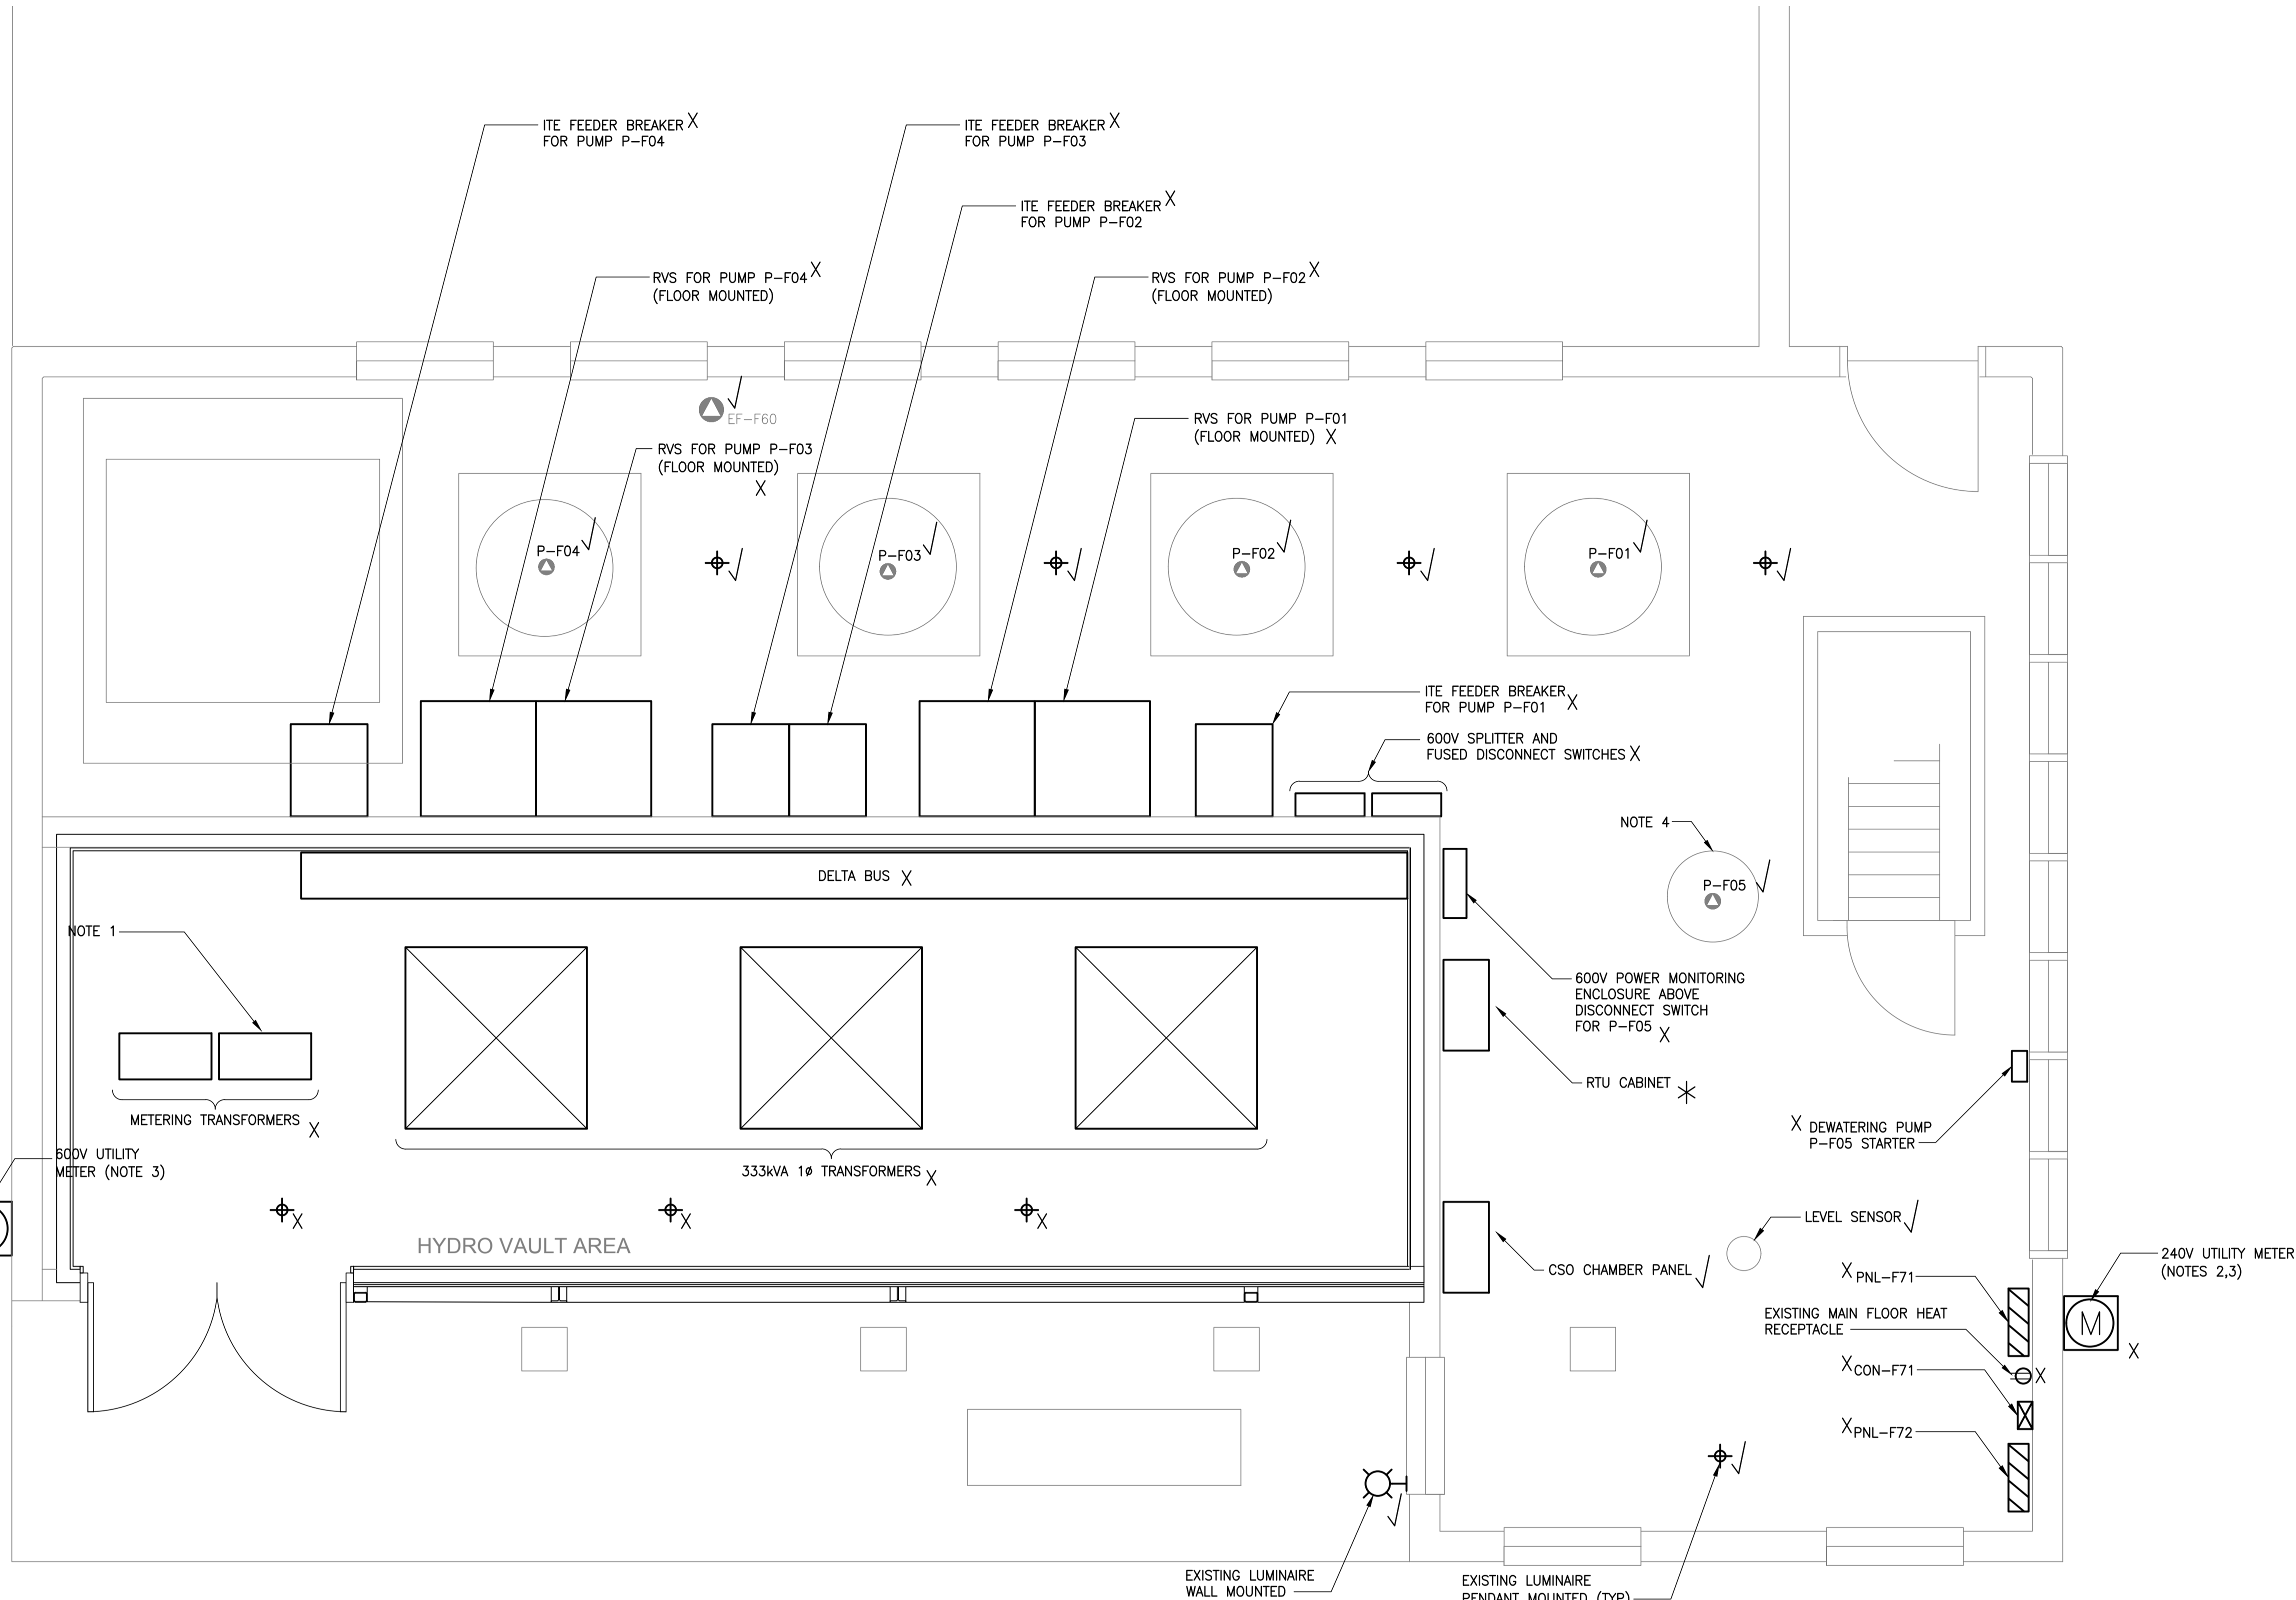 ITE FEEDER BREAKER X
FOR PUMP P-F04
ITE FEEDER BREAKER X
FOR PUMP P-F03
ITE FEEDER BREAKER X
FOR PUMP P-F02
RVS FOR PUMP P-F04 X
(FLOOR MOUNTED)
RVS FOR PUMP P-F02 X
(FLOOR MOUNTED)
EF-F60
RVS FOR PUMP P-F03
(FLOOR MOUNTED)
X
RVS FOR PUMP P-F01
(FLOOR MOUNTED) X
P-F04
P-F03
P-F02
P-F01
ITE FEEDER BREAKER
FOR PUMP P-F01 X
600V SPLITTER AND
FUSED DISCONNECT SWITCHES X
NOTE 4
P-F05
DELTA BUS X
NOTE 1
600V POWER MONITORING
ENCLOSURE ABOVE
DISCONNECT SWITCH
FOR P-F05 X
RTU CABINET
METERING TRANSFORMERS X
X DEWATERING PUMP
P-F05 STARTER
600V UTILITY
METER (NOTE 3)
333kVA 1ø TRANSFORMERS X
X
X
X
HYDRO VAULT AREA
LEVEL SENSOR
CSO CHAMBER PANEL
240V UTILITY METER
(NOTES 2,3)
X PNL-F71
M
X
EXISTING MAIN FLOOR HEAT
RECEPTACLE
X
X CON-F71
X PNL-F72
EXISTING LUMINAIRE
WALL MOUNTED
EXISTING LUMINAIRE
PENDANT MOUNTED (TYP)